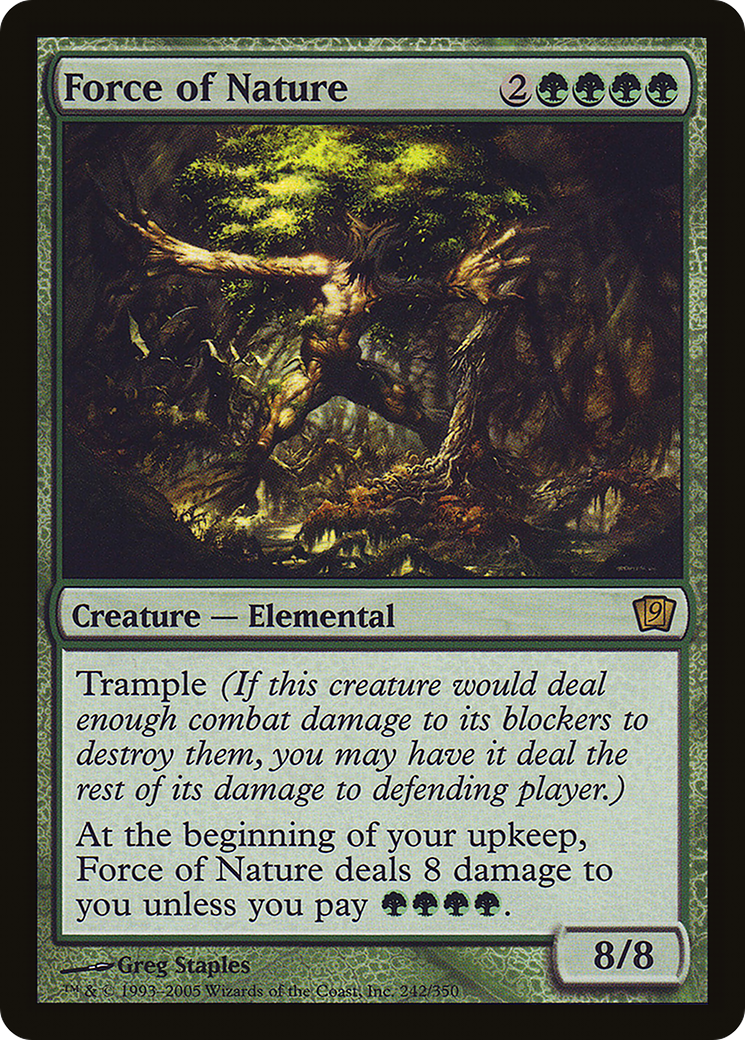 Force of Nature 2
Creature — Elemental 9
Trample (If this creature would deal
enough combat damage to its blockers to
destroy them, you may have it deal the
rest of its damage to defending player.)
At the beginning of your upkeep,
Force of Nature deals 8 damage to
you unless you pay .
8/8
Greg Staples
™ & © 1993–2005 Wizards of the Coast, Inc. 242/350